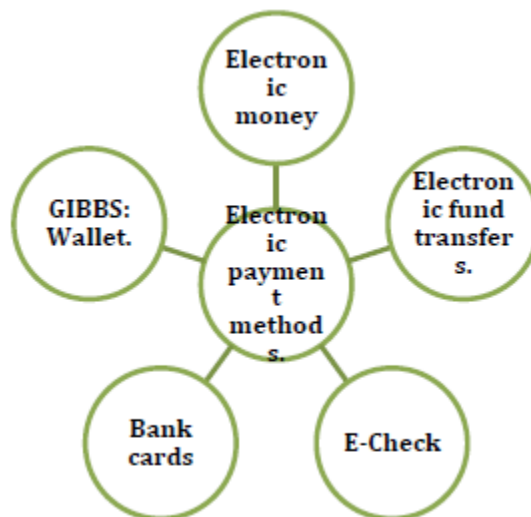 Electron
ic
money
GIBBS:
Wallet.
Electron
ic fund
transfer
s.
Electron
ic
paymen
t
method
s.
Bank
cards
E-Check